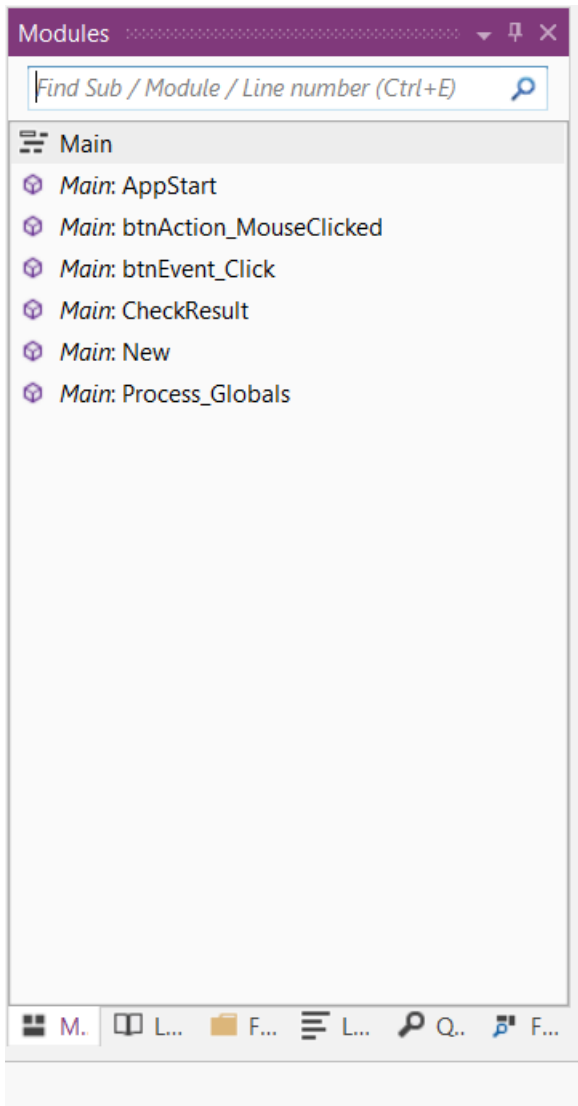 Modules
Find Sub / Module / Line number (Ctrl+E)
Main
Main: AppStart
Main: btnAction_MouseClicked
Main: btnEvent_Click
Main: CheckResult
Main: New
Main: Process_Globals
M.. L... F... L... Q.. F...